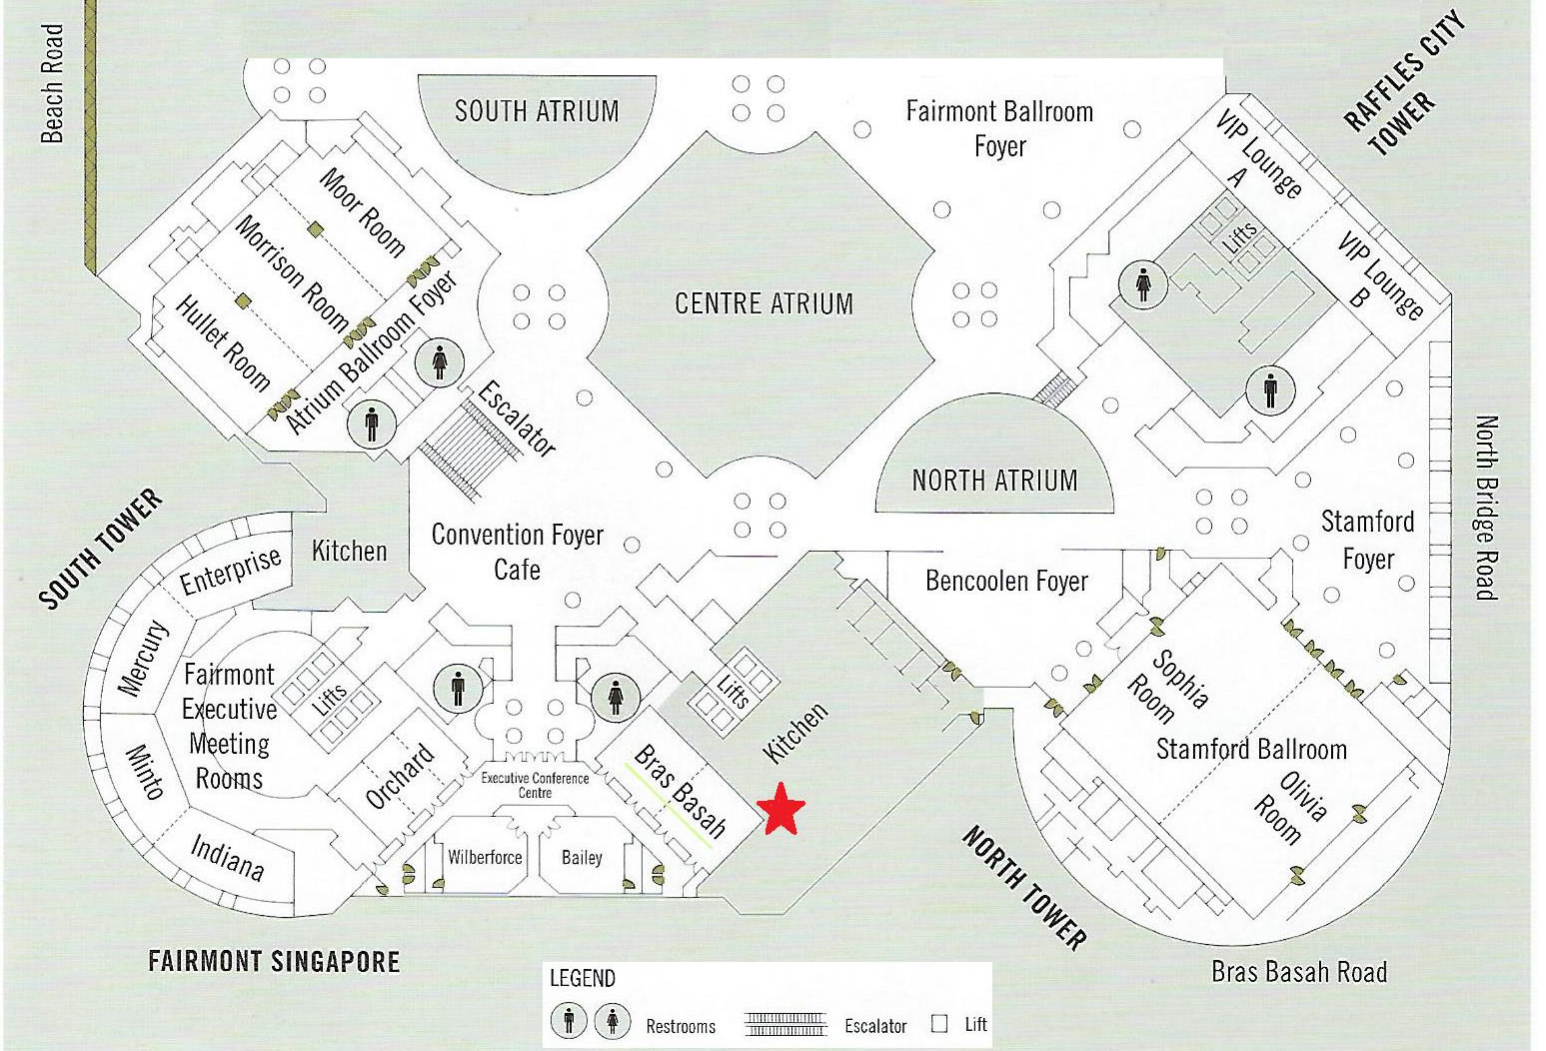 Beach Road
SOUTH ATRIUM
Fairmont Ballroom
Foyer
RAFFLES CITY
TOWER
VIP Lounge
A
Lifts
VIP Lounge
B
Moor Room
Morrison Room
Hullet Room
Atrium Ballroom Foyer
CENTRE ATRIUM
Escalator
NORTH ATRIUM
North Bridge Road
Stamford
Foyer
SOUTH TOWER
Kitchen
Convention Foyer
Cafe
Bencoolen Foyer
Enterprise
Mercury
Minto
Indiana
Fairmont
Executive
Meeting
Rooms
Lifts
Orchard
Executive Conference
Centre
Wilberforce
Bailey
Bras Basah
Lifts
Kitchen
Sophia
Room
Stamford Ballroom
Olivia
Room
NORTH TOWER
FAIRMONT SINGAPORE
Bras Basah Road
LEGEND
Restrooms
Escalator
Lift